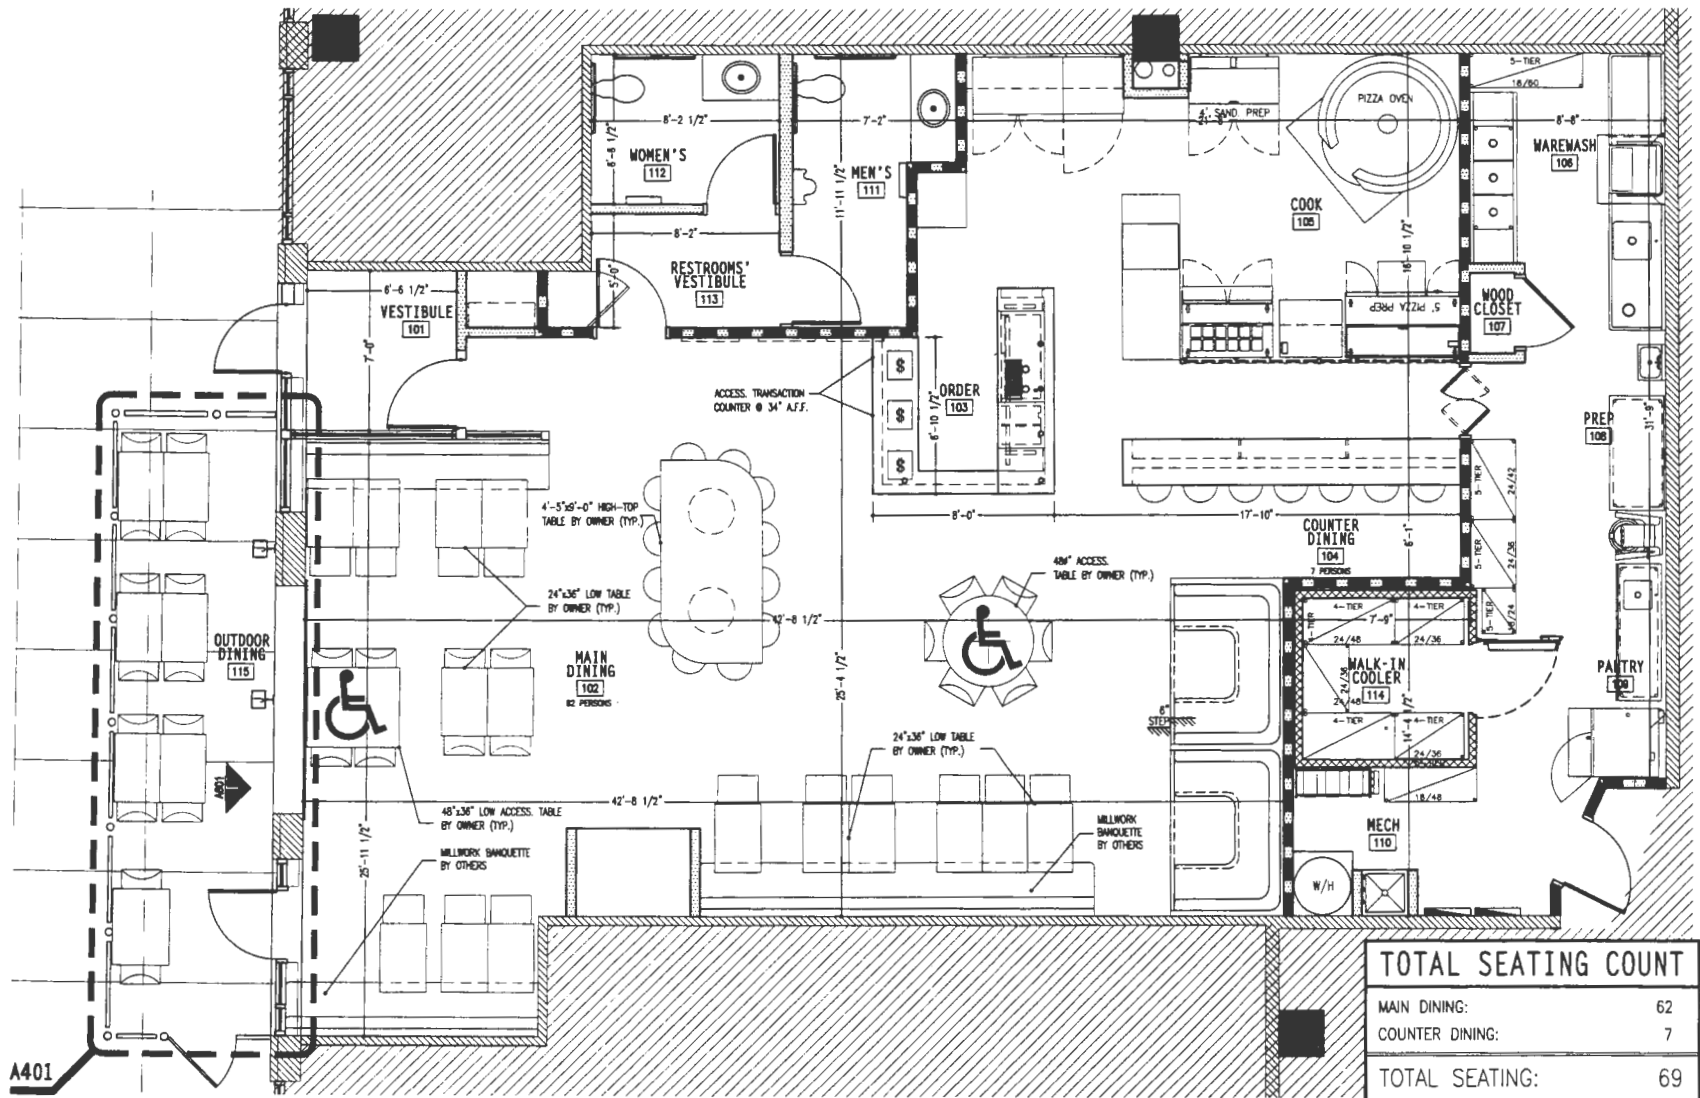 5-TIER
18/60
PIZZA OVEN
4' SAND. PREP
8'-2 1/2"
7'-2"
8'-8"
6'-6 1/2"
WOMEN'S
112
MEN'S
111
11'-11 1/2"
WAREWASH
106
COOK
105
16'-10 1/2"
8'-2"
RESTROOMS'
VESTIBULE
113
5'-0"
6'-6 1/2"
VESTIBULE
101
7'-0"
WOOD
CLOSET
107
5' PIZZA PREP
ACCESS. TRANSACTION
COUNTER @ 34" A.F.F.
$
$
$
ORDER
103
6'-10 1/2"
PREP
108
31'-9"
5-TIER
24/42
4'-5"x9'-0" HIGH-TOP
TABLE BY OWNER (TYP.)
8'-0"
17'-10"
COUNTER
DINING
104
7 PERSONS
6'-1"
5-TIER
24/36
48ø" ACCESS.
TABLE BY OWNER (TYP.)
24"x36" LOW TABLE
BY OWNER (TYP.)
42'-8 1/2"
OUTDOOR
DINING
115
MAIN
DINING
102
62 PERSONS
25'-4 1/2"
4-TIER
4-TIER
7'-9"
4-TIER
24/48
24/36
5-TIER
WALK-IN
COOLER
114
24/48
24/48
4-TIER
4-TIER
24/36
14'-4 1/2"
PANTRY
109
6"
STEP
24"x36" LOW TABLE
BY OWNER (TYP.)
A601
42'-8 1/2"
48"x36" LOW ACCESS. TABLE
BY OWNER (TYP.)
MILLWORK BANQUETTE
BY OTHERS
25'-11 1/2"
MILLWORK
BANQUETTE
BY OTHERS
18/48
MECH
110
W/H
A401
TOTAL SEATING COUNT
MAIN DINING: 62
COUNTER DINING: 7
TOTAL SEATING: 69